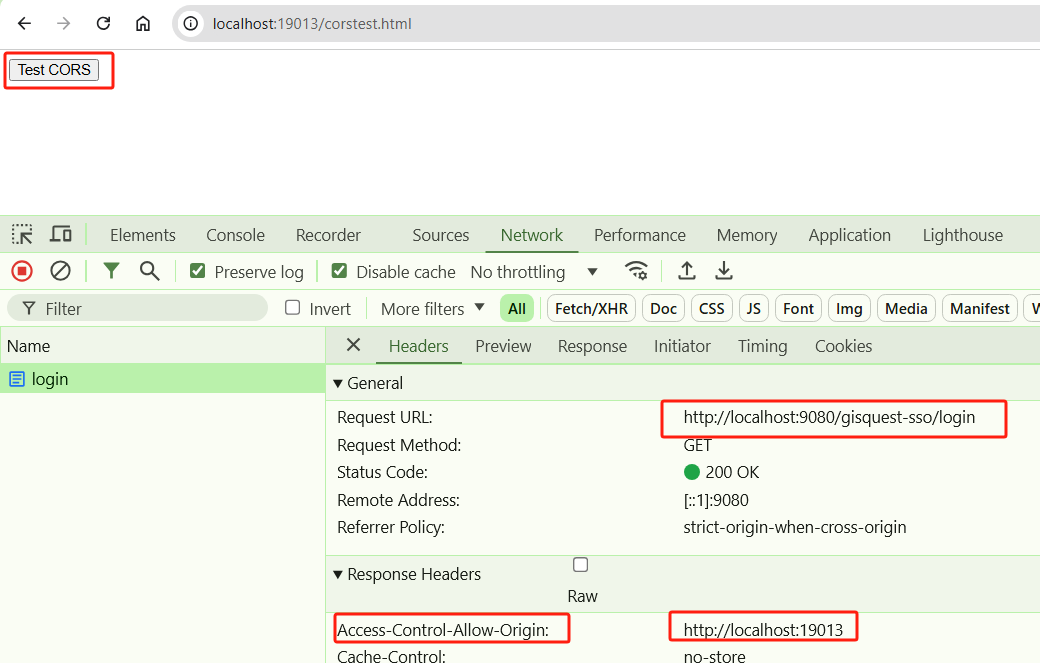 localhost:19013/corstest.html
Test CORS
Elements Console Recorder Sources Network Performance Memory Application Lighthouse
Preserve log Disable cache No throttling
Filter Invert More filters All Fetch/XHR Doc CSS JS Font Img Media Manifest
Name Headers Preview Response Initiator Timing Cookies
login
General
Request URL: http://localhost:9080/gisquest-sso/login
Request Method: GET
Status Code: 200 OK
Remote Address: [::1]:9080
Referrer Policy: strict-origin-when-cross-origin
Response Headers
Raw
Access-Control-Allow-Origin: http://localhost:19013
Cache-Control: no-store